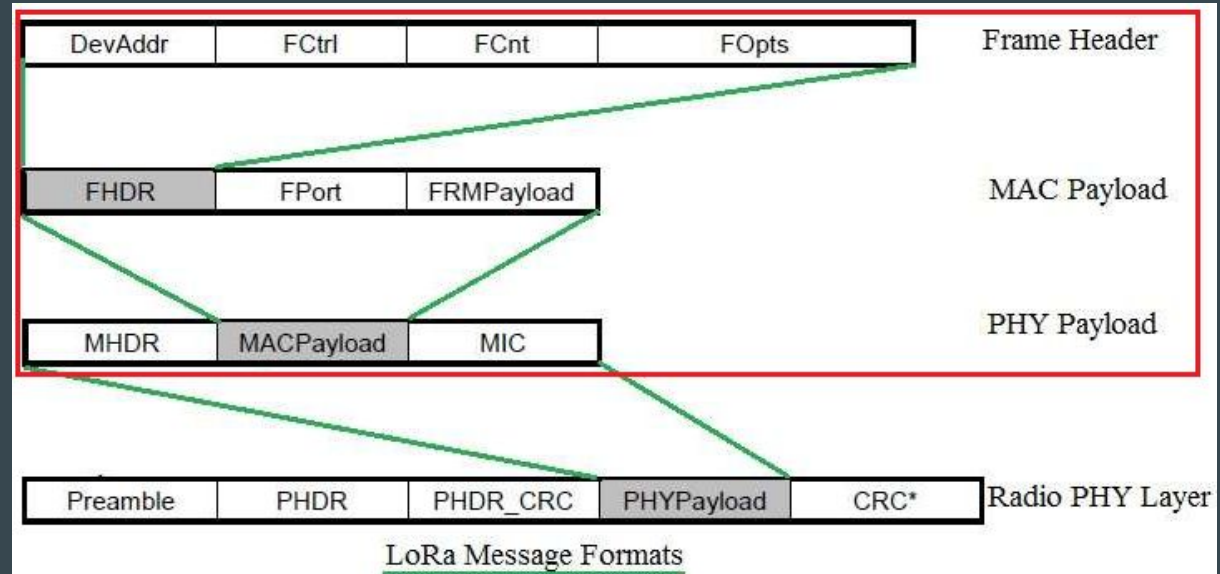 DevAddr FCtrl FCnt FOpts Frame Header
FHDR FPort FRMPayload MAC Payload
MHDR MACPayload MIC PHY Payload
Preamble PHDR PHDR_CRC PHYPayload CRC* Radio PHY Layer
LoRa Message Formats